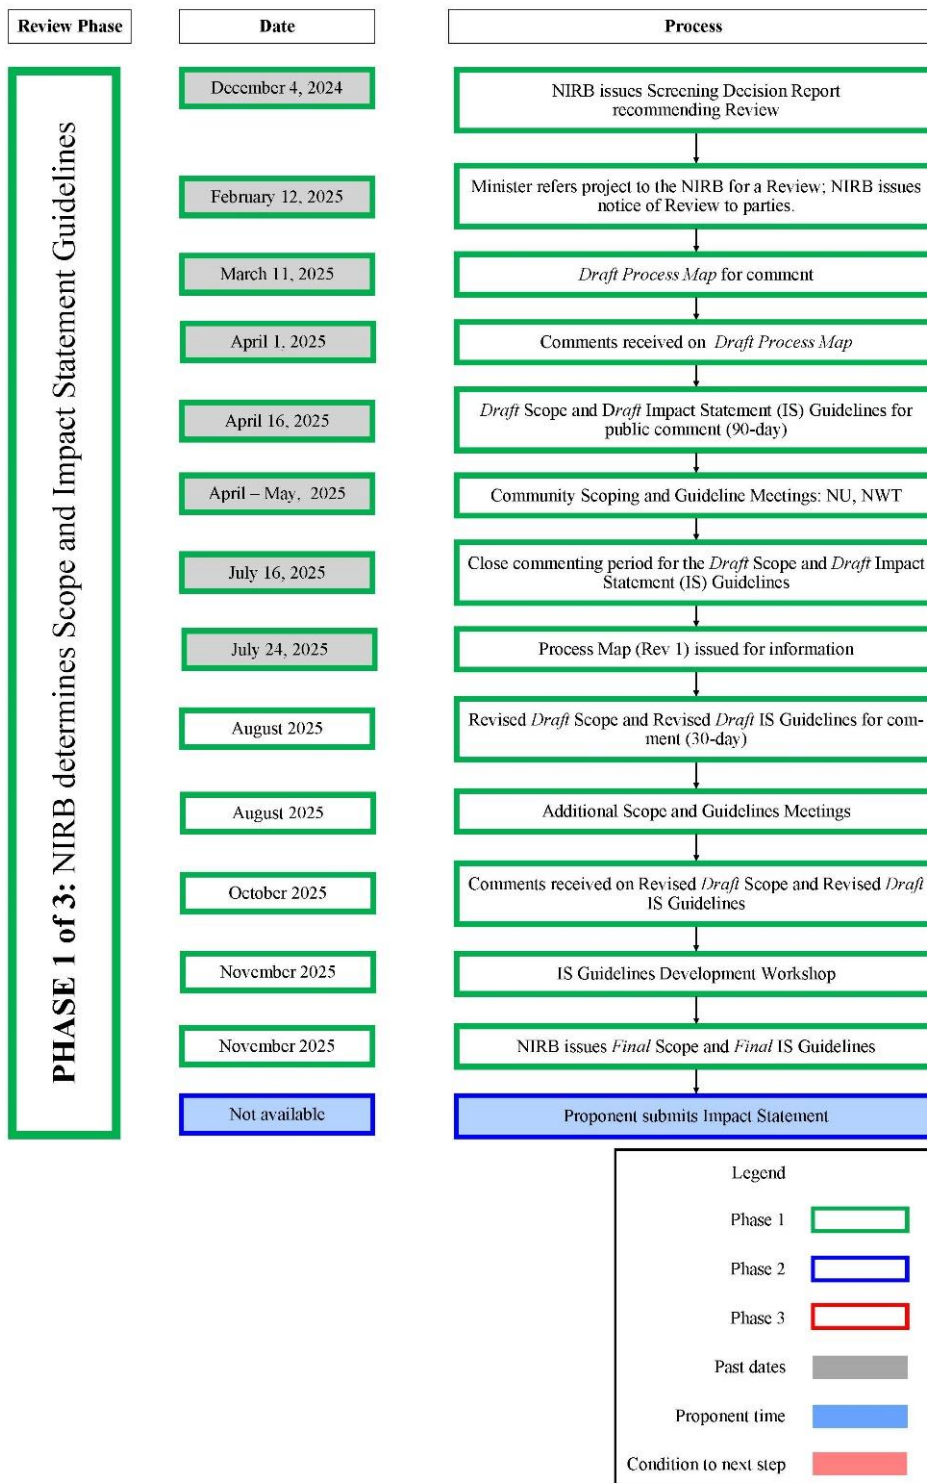 Review Phase
Date
Process
PHASE 1 of 3: NIRB determines Scope and Impact Statement Guidelines
December 4, 2024
NIRB issues Screening Decision Report
recommending Review
February 12, 2025
Minister refers project to the NIRB for a Review; NIRB issues
notice of Review to parties.
March 11, 2025
Draft Process Map for comment
April 1, 2025
Comments received on Draft Process Map
April 16, 2025
Draft Scope and Draft Impact Statement (IS) Guidelines for
public comment (90-day)
April – May, 2025
Community Scoping and Guideline Meetings: NU, NWT
July 16, 2025
Close commenting period for the Draft Scope and Draft Impact
Statement (IS) Guidelines
July 24, 2025
Process Map (Rev 1) issued for information
August 2025
Revised Draft Scope and Revised Draft IS Guidelines for com-
ment (30-day)
August 2025
Additional Scope and Guidelines Meetings
October 2025
Comments received on Revised Draft Scope and Revised Draft
IS Guidelines
November 2025
IS Guidelines Development Workshop
November 2025
NIRB issues Final Scope and Final IS Guidelines
Not available
Proponent submits Impact Statement
Legend
Phase 1
Phase 2
Phase 3
Past dates
Proponent time
Condition to next step